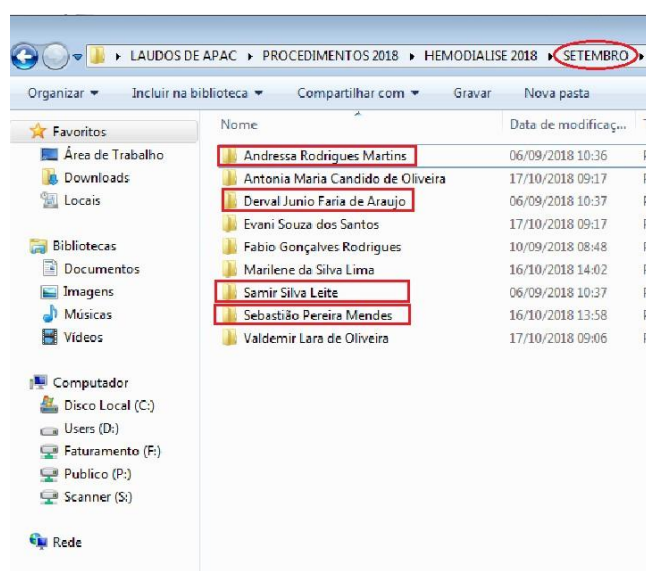 LAUDOS DE APAC ▸ PROCEDIMENTOS 2018 ▸ HEMODIALISE 2018 ▸ SETEMBRO ▸
Organizar Incluir na biblioteca Compartilhar com Gravar Nova pasta
Nome Data de modificaç...
Favoritos
Área de Trabalho
Downloads
Locais
Bibliotecas
Documentos
Imagens
Músicas
Vídeos
Computador
Disco Local (C:)
Users (D:)
Faturamento (F:)
Publico (P:)
Scanner (S:)
Rede
Andressa Rodrigues Martins 06/09/2018 10:36
Antonia Maria Candido de Oliveira 17/10/2018 09:17
Derval Junio Faria de Araujo 06/09/2018 10:37
Evani Souza dos Santos 17/10/2018 09:17
Fabio Gonçalves Rodrigues 10/09/2018 08:48
Marilene da Silva Lima 16/10/2018 14:02
Samir Silva Leite 06/09/2018 10:37
Sebastião Pereira Mendes 16/10/2018 13:58
Valdemir Lara de Oliveira 17/10/2018 09:06